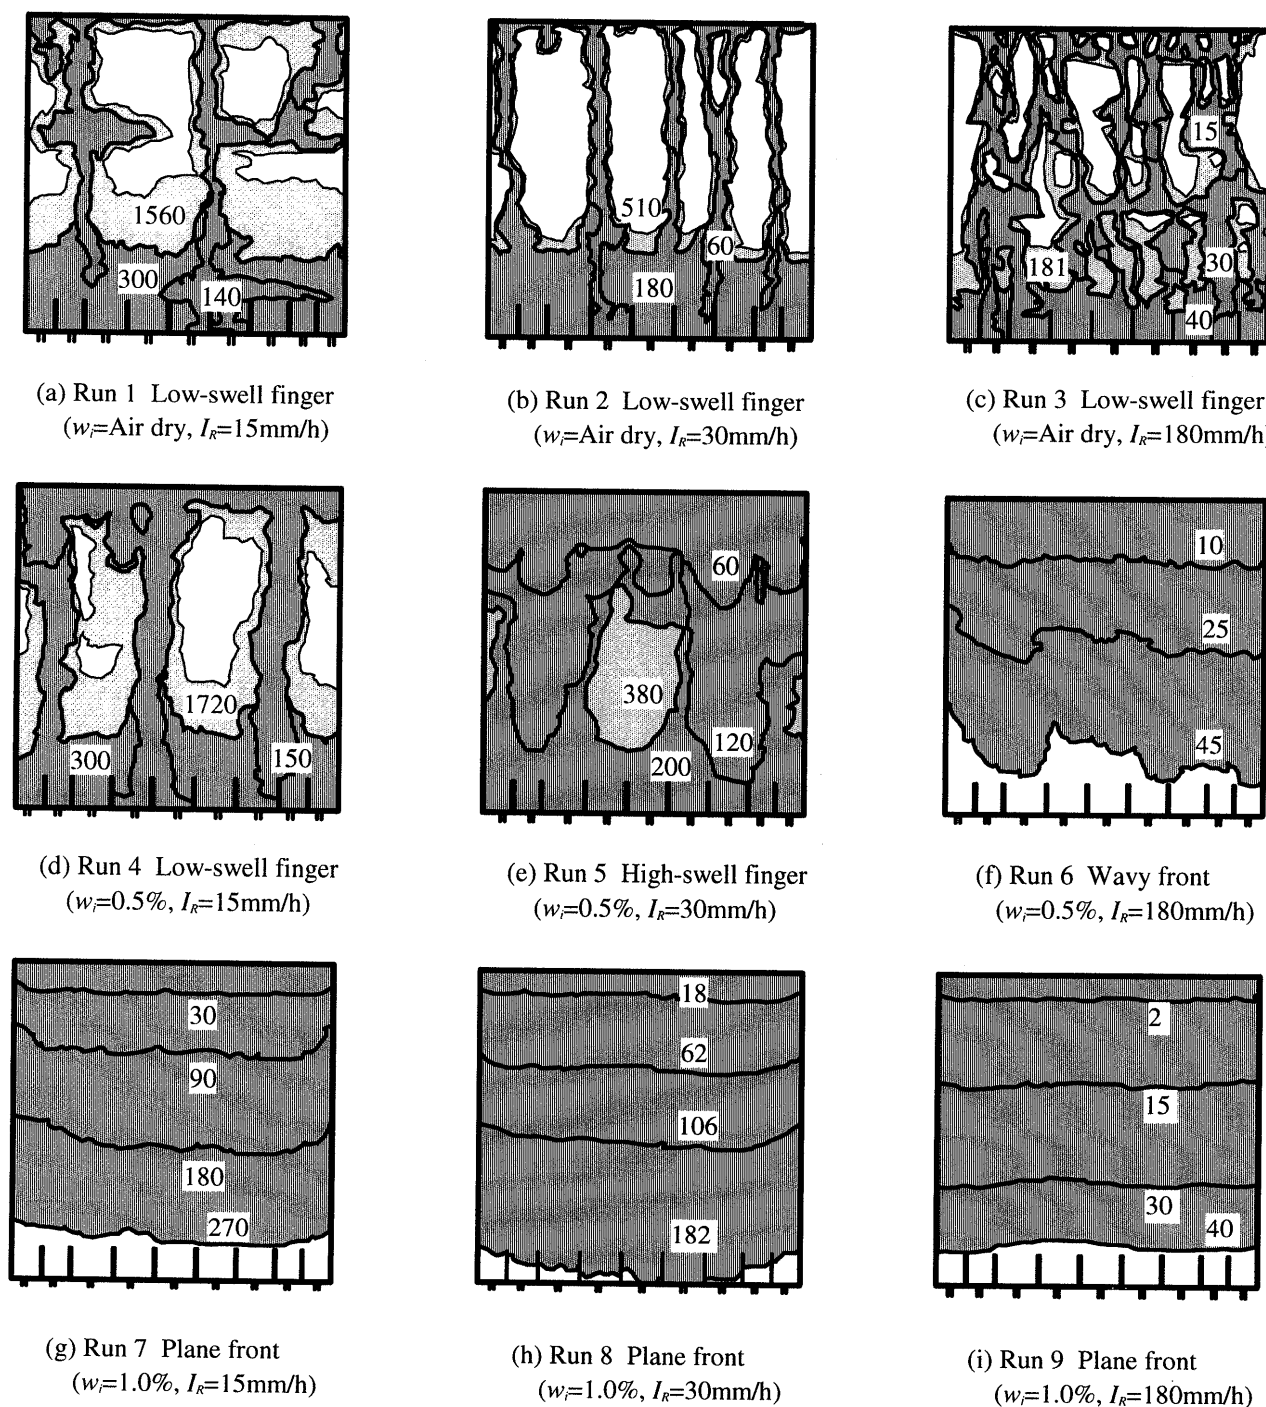 1560
300
140
(a) Run 1 Low-swell finger
(wi=Air dry, IR=15mm/h)
510
60
180
(b) Run 2 Low-swell finger
(wi=Air dry, IR=30mm/h)
15
181
30
40
(c) Run 3 Low-swell finger
(wi=Air dry, IR=180mm/h)
1720
300
150
(d) Run 4 Low-swell finger
(wi=0.5%, IR=15mm/h)
60
380
120
200
(e) Run 5 High-swell finger
(wi=0.5%, IR=30mm/h)
10
25
45
(f) Run 6 Wavy front
(wi=0.5%, IR=180mm/h)
30
90
180
270
(g) Run 7 Plane front
(wi=1.0%, IR=15mm/h)
18
62
106
182
(h) Run 8 Plane front
(wi=1.0%, IR=30mm/h)
2
15
30
40
(i) Run 9 Plane front
(wi=1.0%, IR=180mm/h)